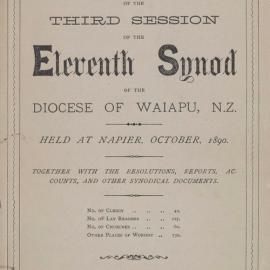 OF THE
THIRD SESSION
OF THE
Eleventh Synod
OF THE
DIOCESE OF WAIAPU, N.Z.
HELD AT NAPIER, OCTOBER, 1890.
TOGETHER WITH THE RESOLUTIONS, REPORTS, AC-
COUNTS, AND OTHER SYNODICAL DOCUMENTS.
No. of Clergy ,, ,, ,,
No. of Lay Readers ,, ,,
No. of Churches ,, ,,
Other Places of Worship ,,